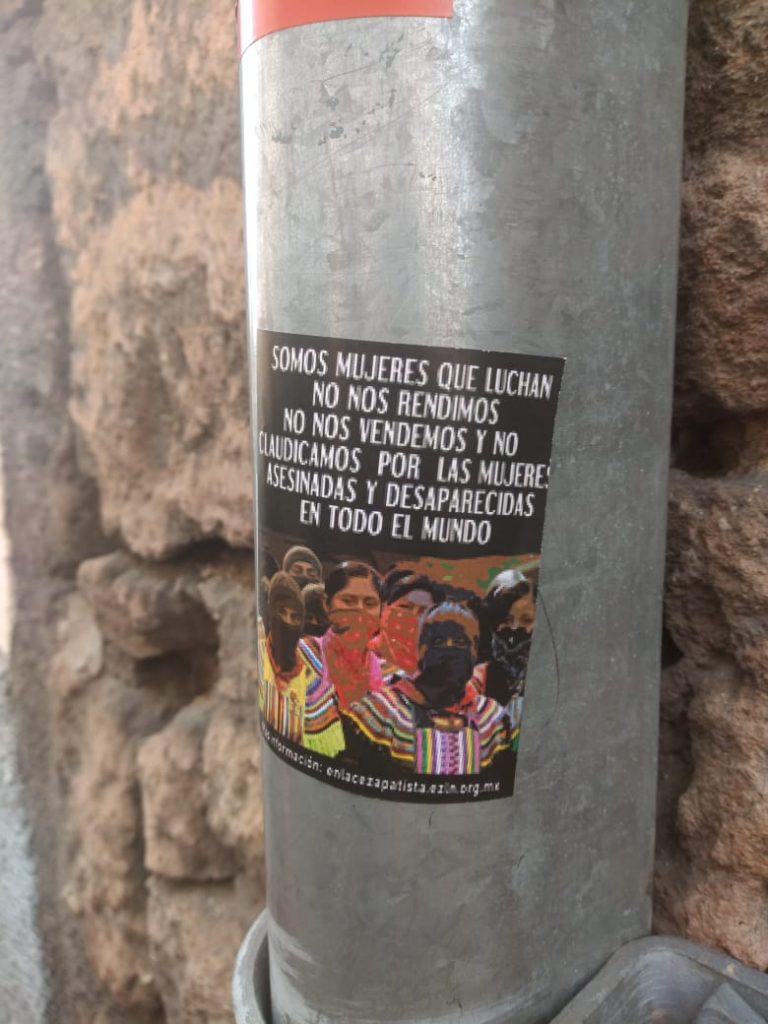 SOMOS MUJERES QUE LUCHAN
NO NOS RENDIMOS
NO NOS VENDEMOS Y NO
CLAUDICAMOS POR LAS MUJERES
ASESINADAS Y DESAPARECIDAS
EN TODO EL MUNDO
información: enlacezapatista.ezln.org.mx